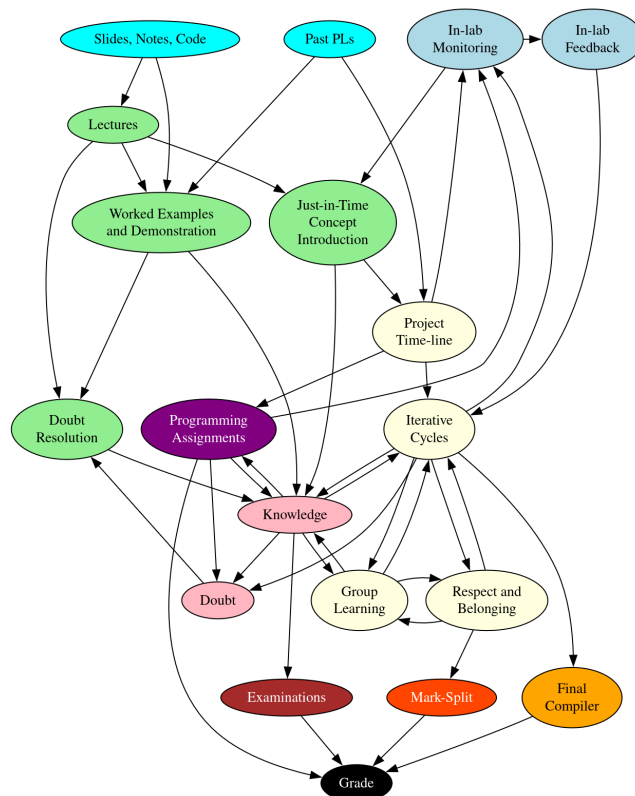 Slides, Notes, Code
Past PLs
In-lab
Monitoring
In-lab
Feedback
Lectures
Worked Examples
and Demonstration
Just-in-Time
Concept
Introduction
Project
Time-line
Doubt
Resolution
Programming
Assignments
Iterative
Cycles
Knowledge
Doubt
Group
Learning
Respect and
Belonging
Examinations
Mark-Split
Final
Compiler
Grade